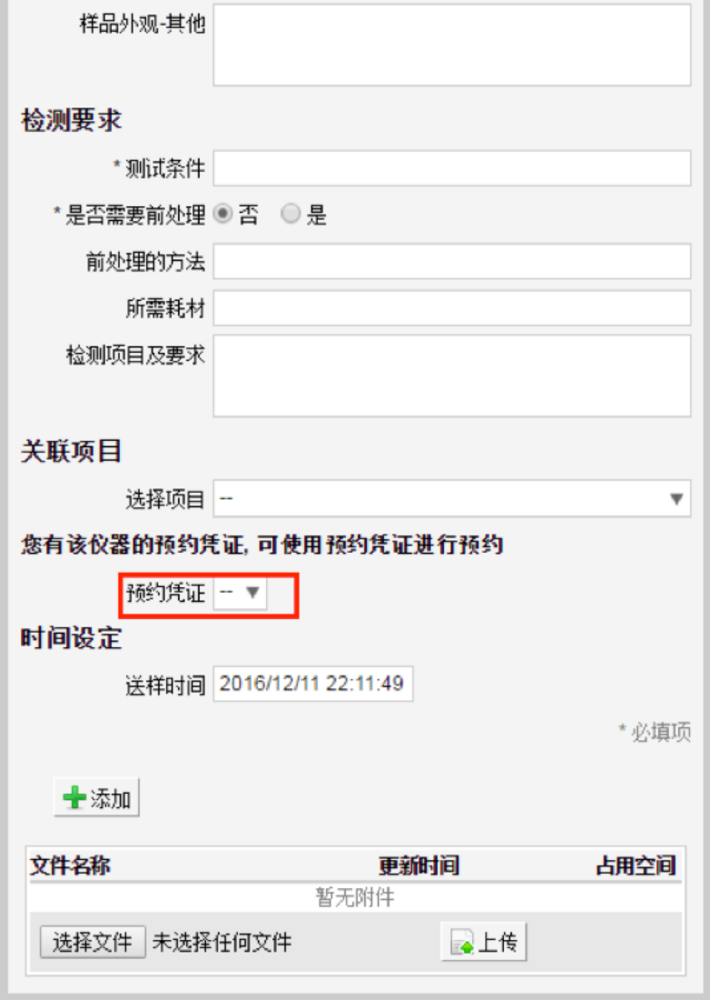 样品外观-其他
检测要求
* 测试条件
* 是否需要前处理 否 是
前处理的方法
所需耗材
检测项目及要求
关联项目
选择项目 --
您有该仪器的预约凭证, 可使用预约凭证进行预约
预约凭证 --
时间设定
送样时间 2016/12/11 22:11:49
* 必填项
添加
文件名称 更新时间 占用空间
暂无附件
选择文件 未选择任何文件 上传